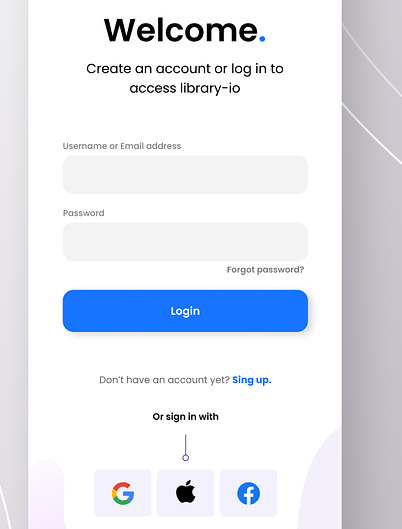 Welcome.
Create an account or log in to
access library-io
Username or Email address
Password
Forgot password?
Login
Don't have an account yet? Sing up.
Or sign in with